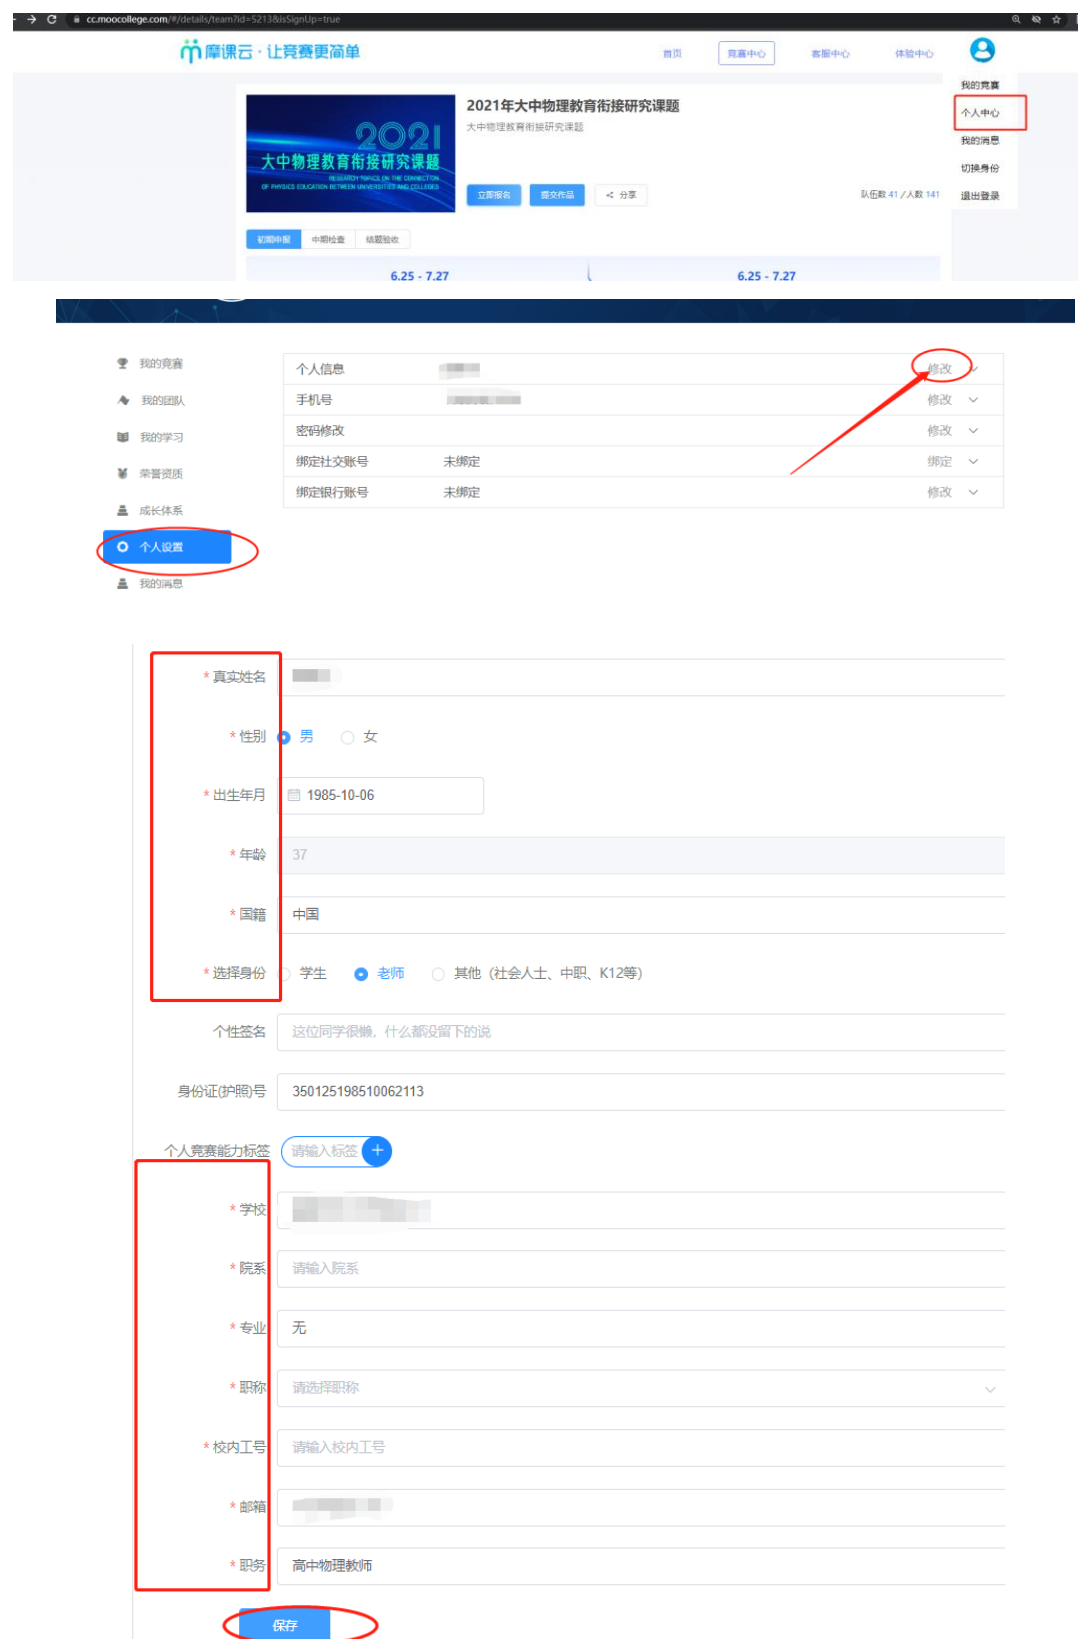 cc.moocollege.com/#/details/team?id=5213&isSignUp=true
摩课云·让竞赛更简单
首页 竞赛中心 客服中心 体验中心
我的竞赛
个人中心
我的消息
切换身份
退出登录
2021年大中物理教育衔接研究课题
大中物理教育衔接研究课题
2021
大中物理教育衔接研究课题
RESEARCH TOPICS ON THE CONNECTION
OF PHYSICS EDUCATION BETWEEN UNIVERSITIES AND COLLEGES
立即报名 提交作品 分享
队伍数 41 / 人数 141
初期申报 中期检查 结题验收
6.25 - 7.27 6.25 - 7.27
我的竞赛
我的团队
我的学习
荣誉资质
成长体系
个人设置
我的消息
个人信息 修改
手机号 修改
密码修改 修改
绑定社交账号 未绑定 绑定
绑定银行账号 未绑定 修改
* 真实姓名
* 性别 男 女
* 出生年月 1985-10-06
* 年龄 37
* 国籍 中国
* 选择身份 学生 老师 其他（社会人士、中职、K12等）
个性签名 这位同学很懒，什么都没留下的说
身份证(护照)号 350125198510062113
个人竞赛能力标签 请输入标签 +
* 学校
* 院系 请输入院系
* 专业 无
* 职称 请选择职称
* 校内工号 请输入校内工号
* 邮箱
* 职务 高中物理教师
保存